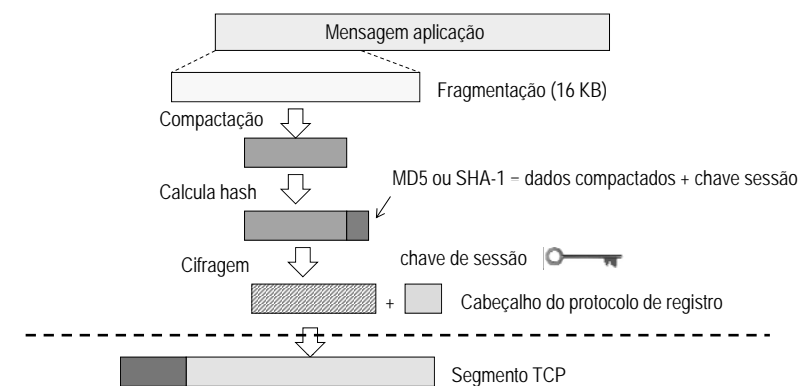 Mensagem aplicação
Fragmentação (16 KB)
Compactação
MD5 ou SHA-1 – dados compactados + chave sessão
Calcula hash
chave de sessão
Cifragem
+
Cabeçalho do protocolo de registro
Segmento TCP